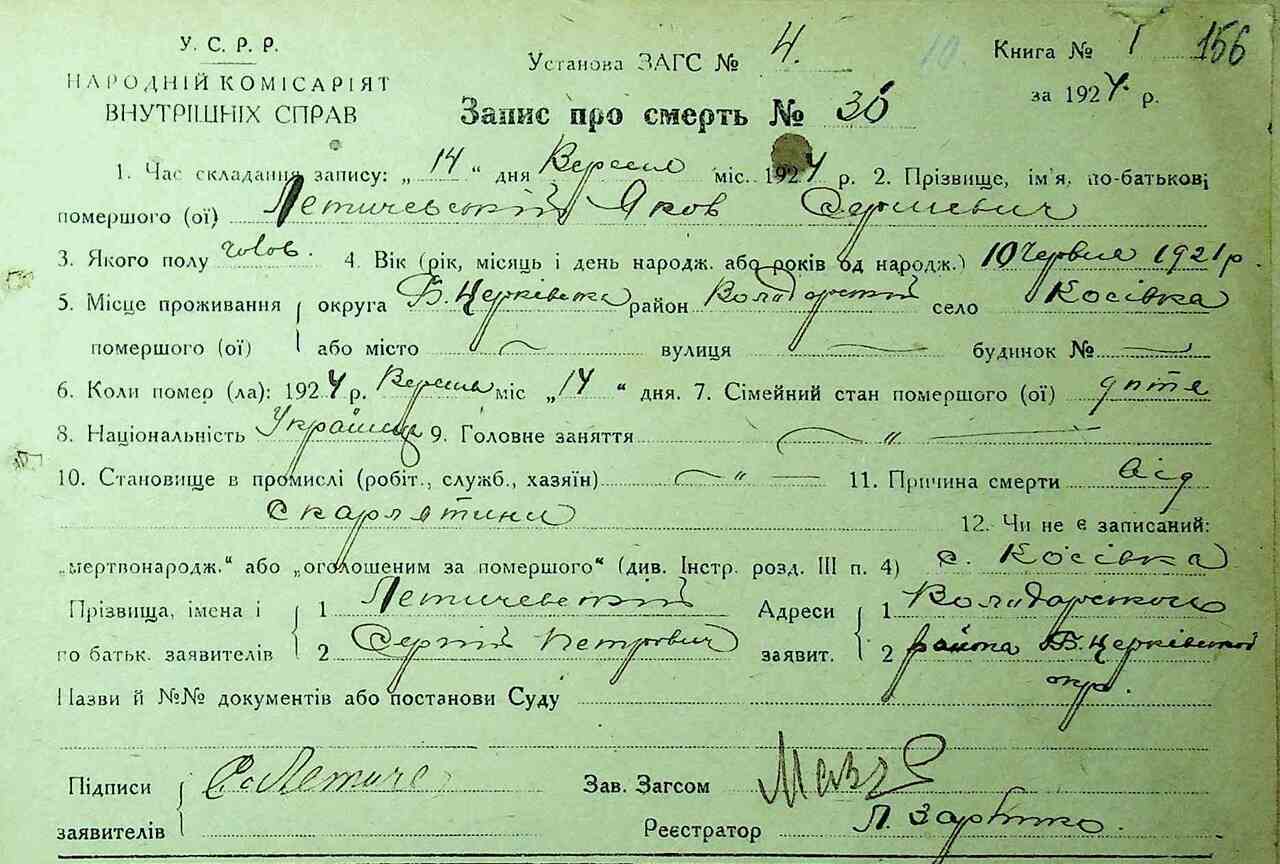 У. С. Р. Р.
НАРОДНІЙ КОМІСАРІЯТ
ВНУТРІШНІХ СПРАВ
Установа ЗАГС № 4.
10.
Книга № 1 156
за 1924 р.
Запис про смерть №
1. Час складання запису: „ 14 “ дня Вересня міс. 1924 р. 2. Прізвище, ім'я, по-батькові
помершого (ої) Летичевський Яков Сергиевич
3. Якого полу чолов. 4. Вік (рік, місяць і день народж. або років од народж.) 10 Червня 1921 р.
5. Місце проживання округа Б. Церківська район Володарский село Косівка
помершого (ої) або місто — вулиця — будинок № —
6. Коли помер (ла): 1924 р. Вересня міс „ 14 “ дня. 7. Сімейний стан помершого (ої) дитя
8. Національність Українец 9. Головне заняття — „ —
10. Становище в промислі (робіт., служб., хазяїн) — „ — 11. Причина смерти від
Скарлятини 12. Чи не є записаний:
„мертвонародж.“ або „оголошеним за помершого“ (див. Інстр. розд. III п. 4) с. Косівка
Прізвища, імена і 1 Летичевский Адреси 1 Володарского
по батьк. заявителів 2 Сергій Петрович заявит. 2 района Б. Церківской
окр.
Назви й №№ документів або постанови Суду
Підписи С. Летиче Зав. Загсом
заявителів Реєстратор Л.